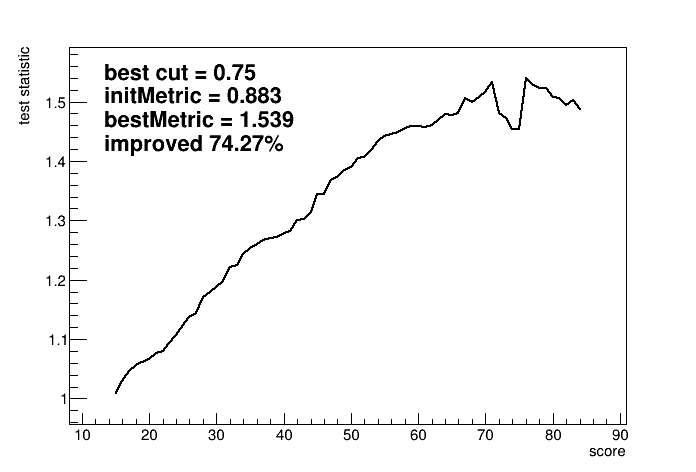 test statistic
best cut = 0.75
initMetric = 0.883
bestMetric = 1.539
improved 74.27%
1.5
1.4
1.3
1.2
1.1
1
10 20 30 40 50 60 70 80 90
score